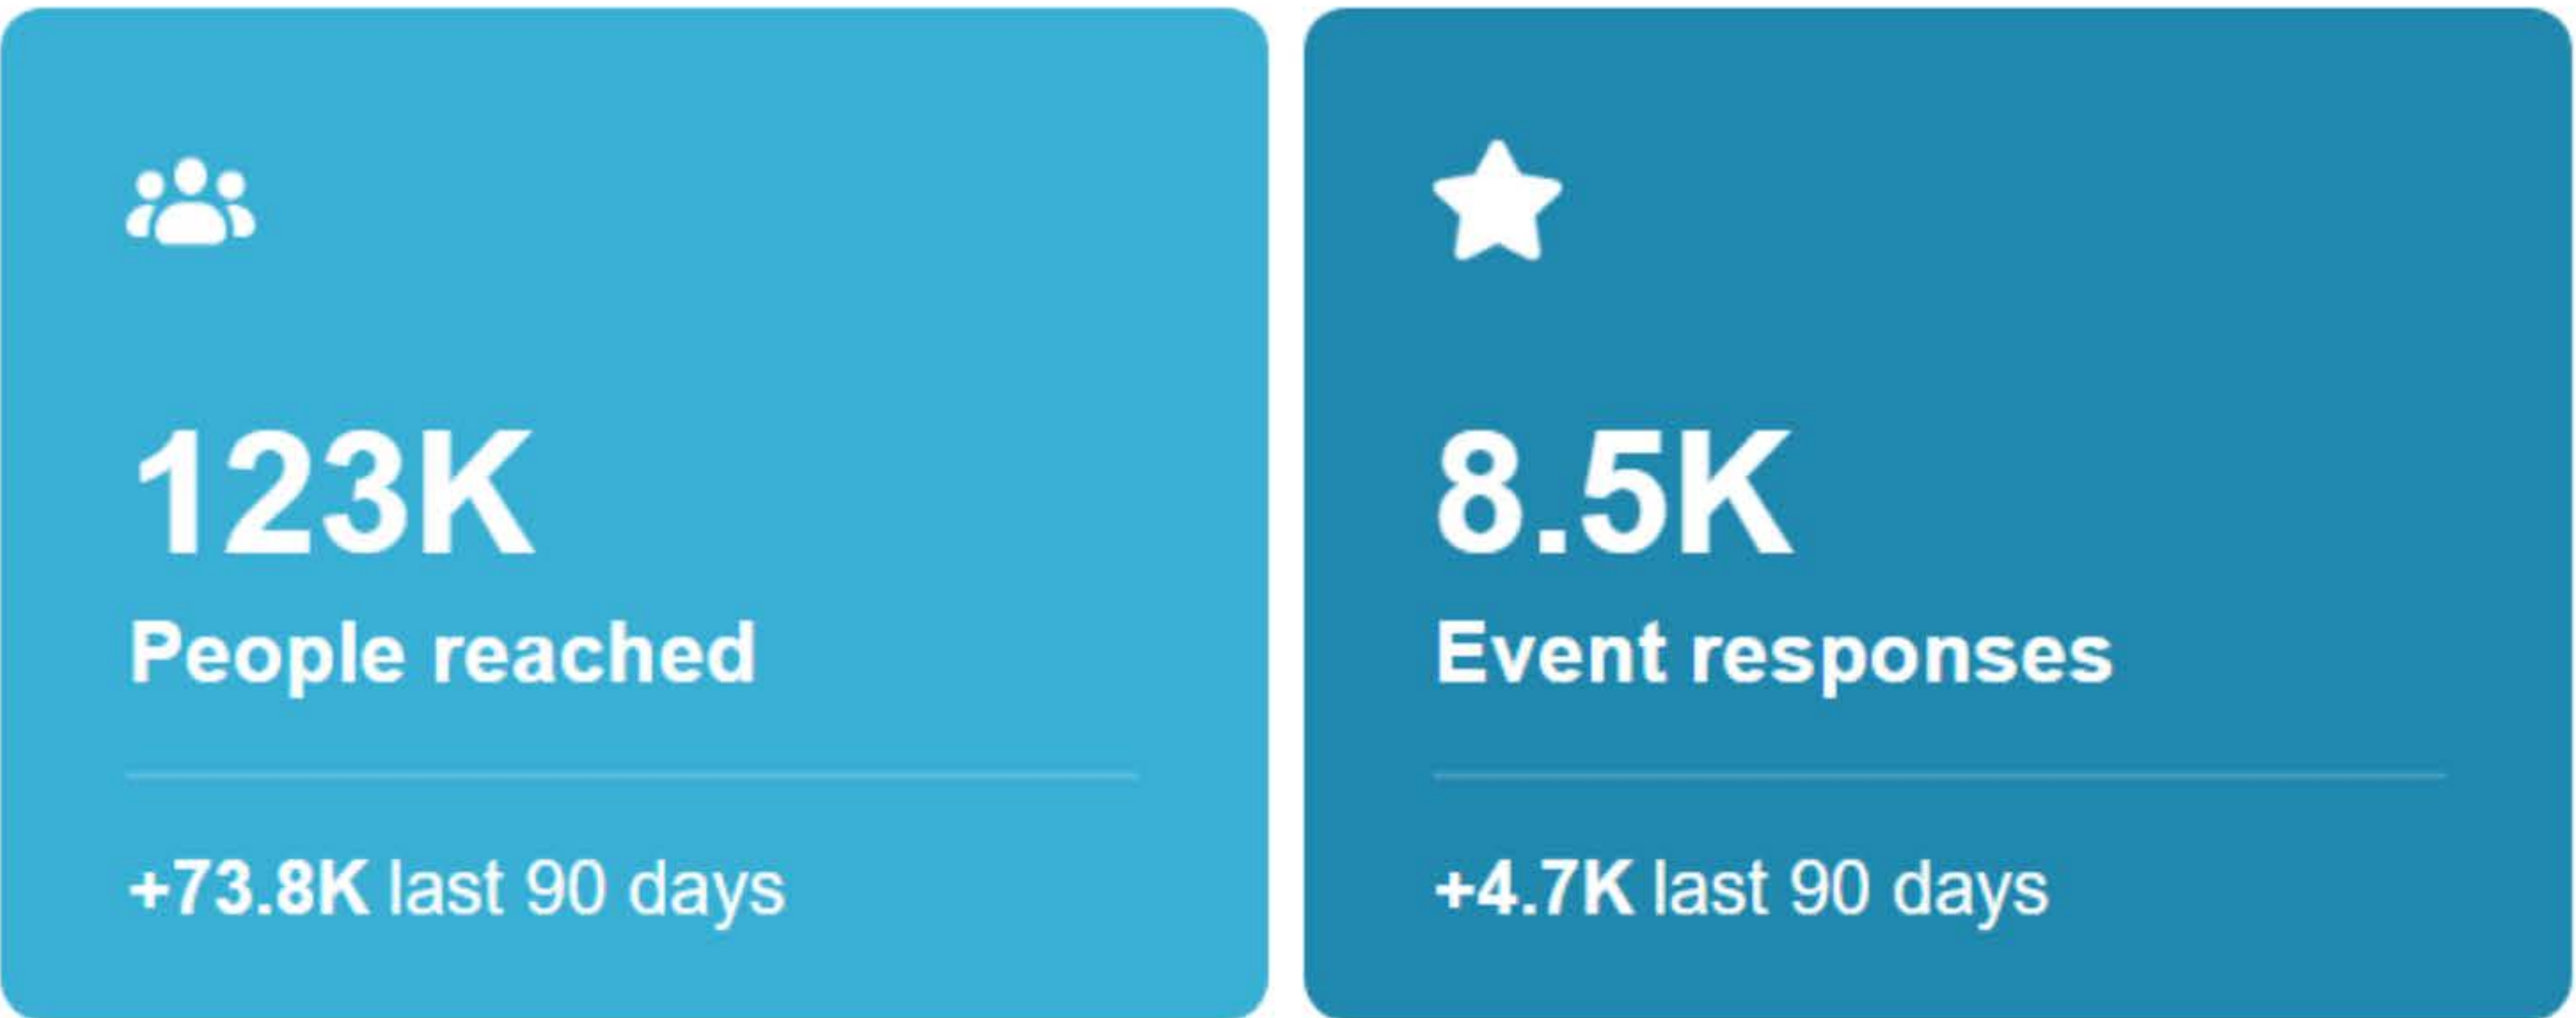 123K
People reached
+73.8K last 90 days
8.5K
Event responses
+4.7K last 90 days